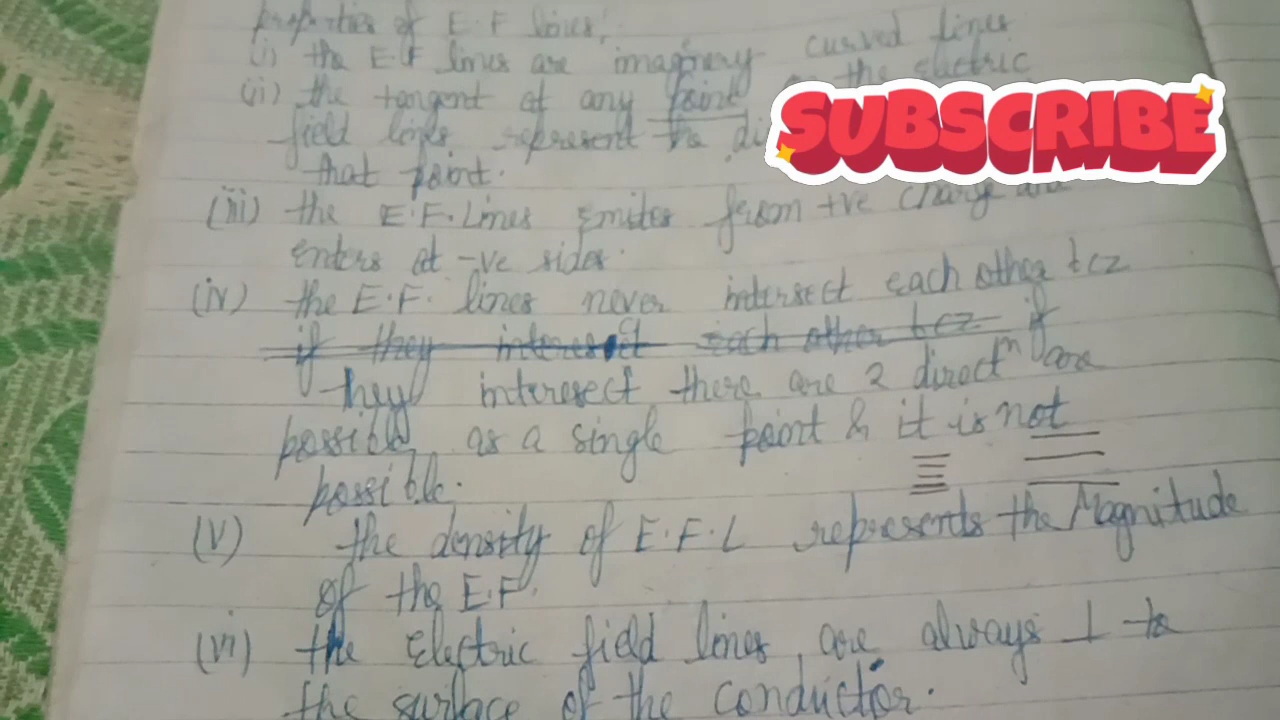 properties of E.F lines:
(i) the E.F lines are imaginary curved lines
(ii) the tangent at any point the electric
SUBSCRIBE
field lines represent the
that point.
(iii) the E.F. Lines Emites from +ve charge and
enters at -ve sides.
(iv) the E.F. lines never intersect each other bcz
if they interesct each other bcz if
they interesect there are 2 directⁿ are
possible as a single point & it is not
possible.
(v) the density of E.F.L represents the Magnitude
of the E.F.
(vi) the Electric field lines are always ⊥ to
the surface of the conductor.